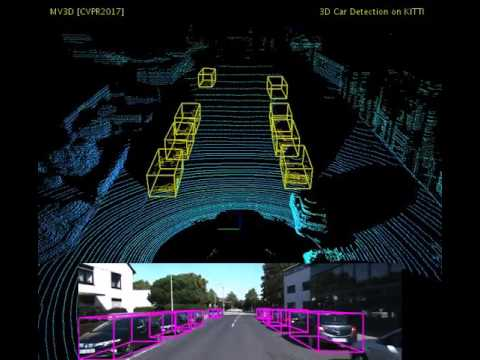 MV3D [CVPR2017]
3D Car Detection on KITTI